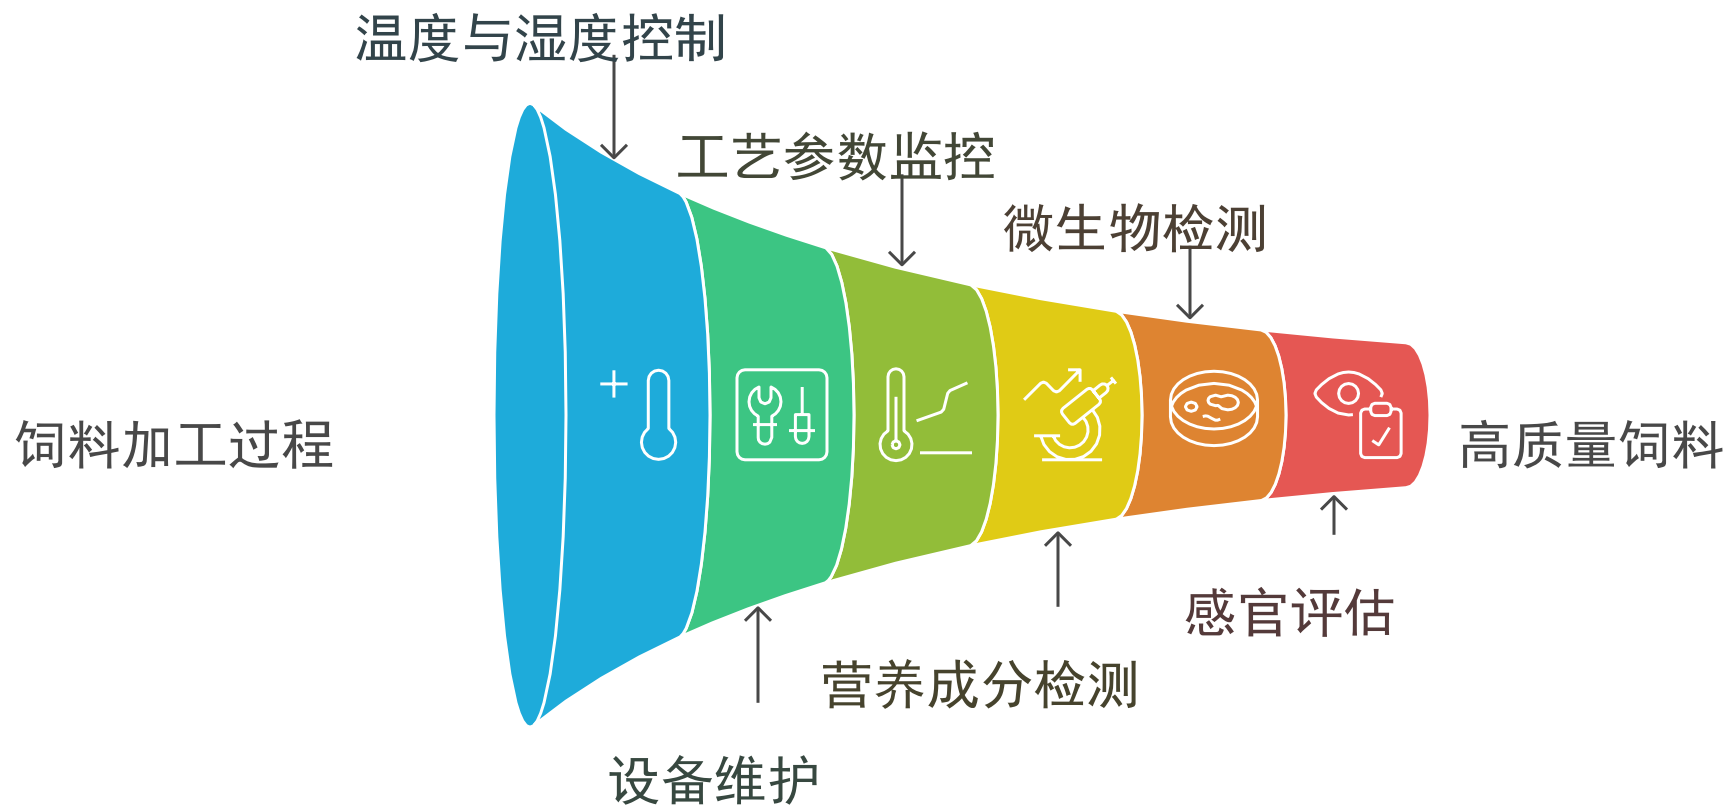 温度与湿度控制
工艺参数监控
微生物检测
饲料加工过程
高质量饲料
感官评估
营养成分检测
设备维护